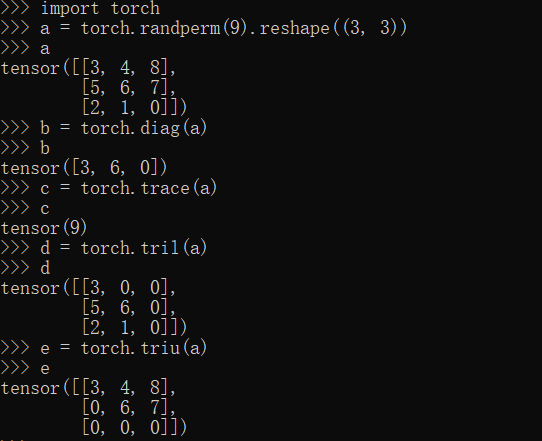 >>> import torch
>>> a = torch.randperm(9).reshape((3, 3))
>>> a
tensor([[3, 4, 8],
        [5, 6, 7],
        [2, 1, 0]])
>>> b = torch.diag(a)
>>> b
tensor([3, 6, 0])
>>> c = torch.trace(a)
>>> c
tensor(9)
>>> d = torch.tril(a)
>>> d
tensor([[3, 0, 0],
        [5, 6, 0],
        [2, 1, 0]])
>>> e = torch.triu(a)
>>> e
tensor([[3, 4, 8],
        [0, 6, 7],
        [0, 0, 0]])